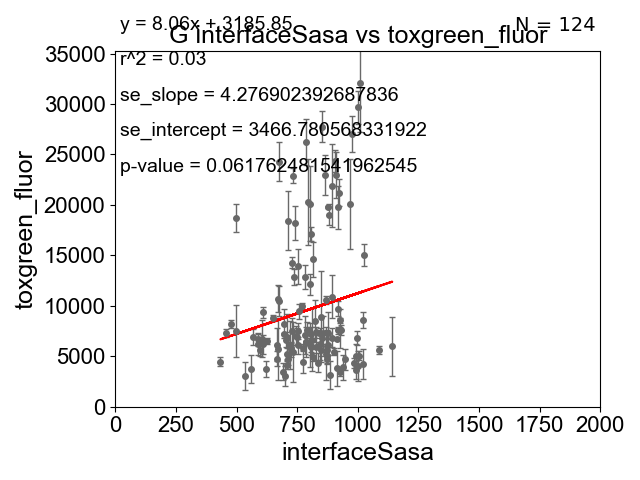 y = 8.06x + 3185.85
N = 124
G InterfaceSasa vs toxgreen_fluor
r^2 = 0.03
se_slope = 4.276902392687836
se_intercept = 3466.780568331922
p-value = 0.061762481541962545
toxgreen_fluor
35000
30000
25000
20000
15000
10000
5000
0
0 250 500 750 1000 1250 1500 1750 2000
interfaceSasa